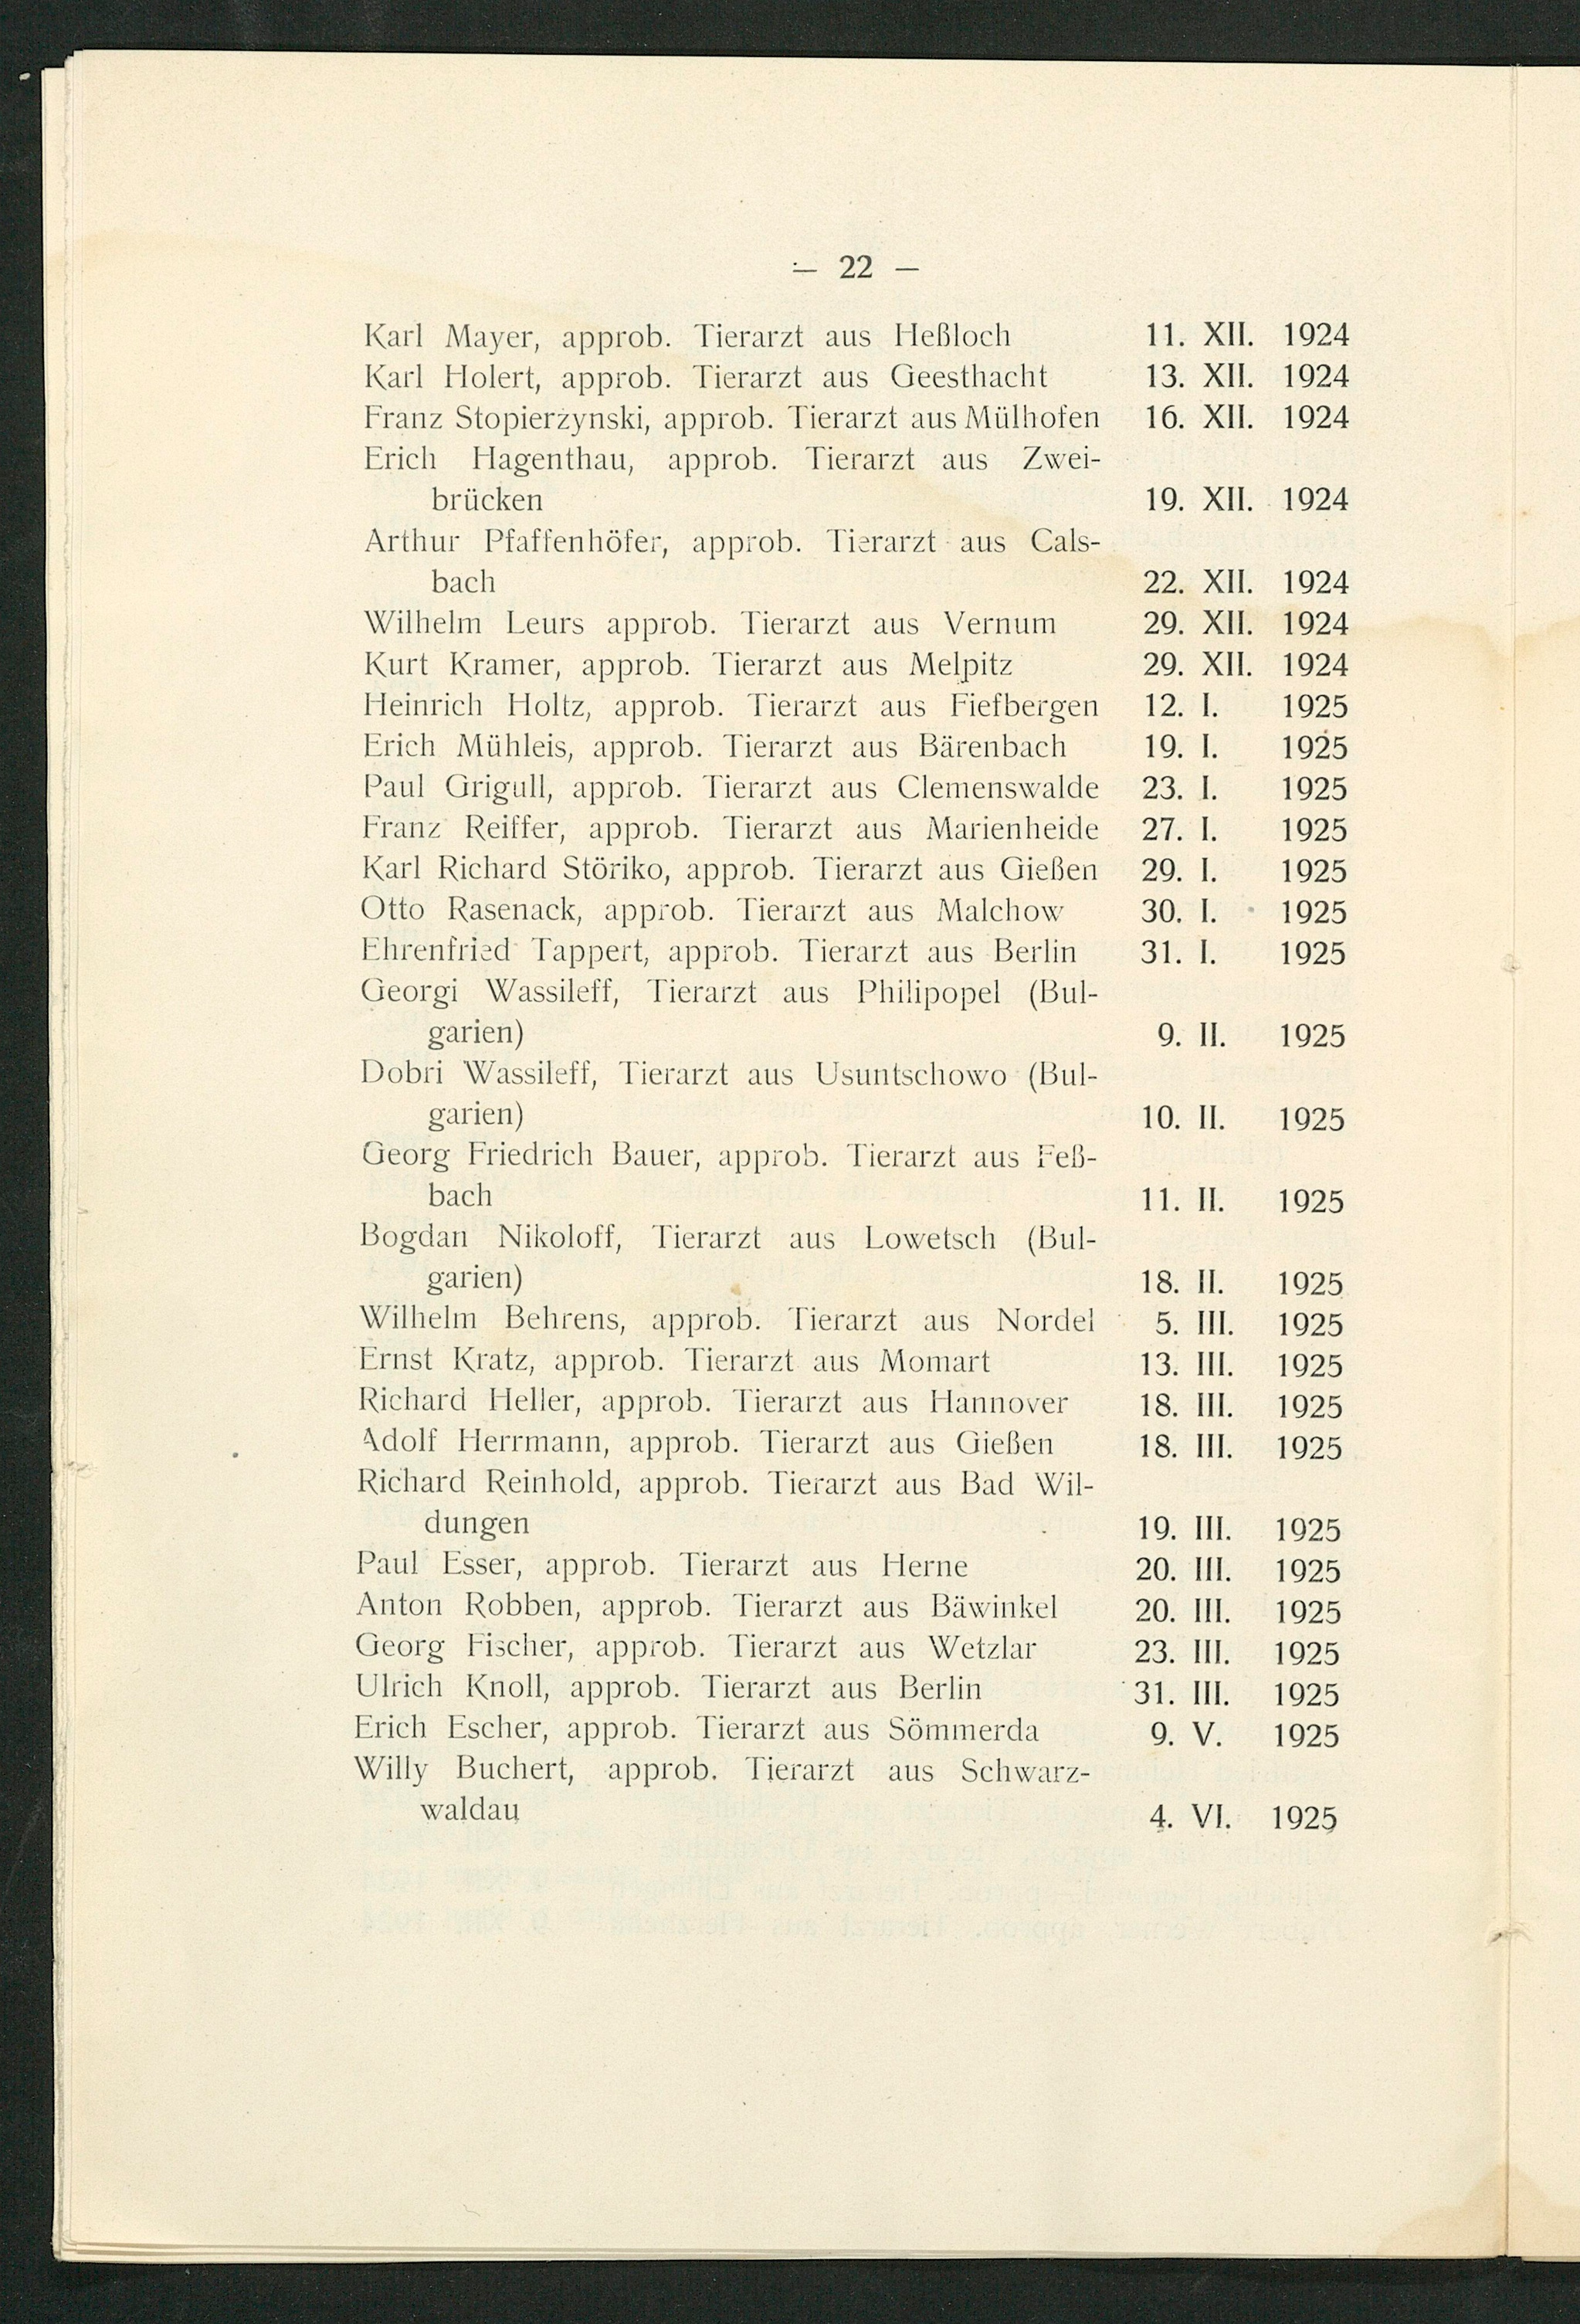 — 22 —
Karl Mayer, approb. Tierarzt aus Heßloch 11. XII. 1924
Karl Holert, approb. Tierarzt aus Geesthacht 13. XII. 1924
Franz Stopierzynski, approb. Tierarzt aus Mülhofen 16. XII. 1924
Erich Hagenthau, approb. Tierarzt aus Zwei-
brücken 19. XII. 1924
Arthur Pfaffenhöfer, approb. Tierarzt aus Cals-
bach 22. XII. 1924
Wilhelm Leurs approb. Tierarzt aus Vernum 29. XII. 1924
Kurt Kramer, approb. Tierarzt aus Melpitz 29. XII. 1924
Heinrich Holtz, approb. Tierarzt aus Fiefbergen 12. I. 1925
Erich Mühleis, approb. Tierarzt aus Bärenbach 19. I. 1925
Paul Grigull, approb. Tierarzt aus Clemenswalde 23. I. 1925
Franz Reiffer, approb. Tierarzt aus Marienheide 27. I. 1925
Karl Richard Störiko, approb. Tierarzt aus Gießen 29. I. 1925
Otto Rasenack, approb. Tierarzt aus Malchow 30. I. 1925
Ehrenfried Tappert, approb. Tierarzt aus Berlin 31. I. 1925
Georgi Wassileff, Tierarzt aus Philipopel (Bul-
garien) 9. II. 1925
Dobri Wassileff, Tierarzt aus Usuntschowo (Bul-
garien) 10. II. 1925
Georg Friedrich Bauer, approb. Tierarzt aus Feß-
bach 11. II. 1925
Bogdan Nikoloff, Tierarzt aus Lowetsch (Bul-
garien) 18. II. 1925
Wilhelm Behrens, approb. Tierarzt aus Nordel 5. III. 1925
Ernst Kratz, approb. Tierarzt aus Momart 13. III. 1925
Richard Heller, approb. Tierarzt aus Hannover 18. III. 1925
Adolf Herrmann, approb. Tierarzt aus Gießen 18. III. 1925
Richard Reinhold, approb. Tierarzt aus Bad Wil-
dungen 19. III. 1925
Paul Esser, approb. Tierarzt aus Herne 20. III. 1925
Anton Robben, approb. Tierarzt aus Bäwinkel 20. III. 1925
Georg Fischer, approb. Tierarzt aus Wetzlar 23. III. 1925
Ulrich Knoll, approb. Tierarzt aus Berlin 31. III. 1925
Erich Escher, approb. Tierarzt aus Sömmerda 9. V. 1925
Willy Buchert, approb. Tierarzt aus Schwarz-
waldau 4. VI. 1925